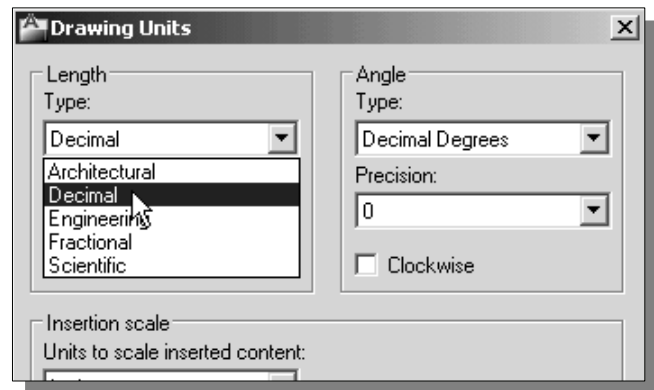 Drawing Units
Length
Type:
Decimal
Architectural
Decimal
Engineering
Fractional
Scientific
Angle
Type:
Decimal Degrees
Precision:
0
Clockwise
Insertion scale
Units to scale inserted content: